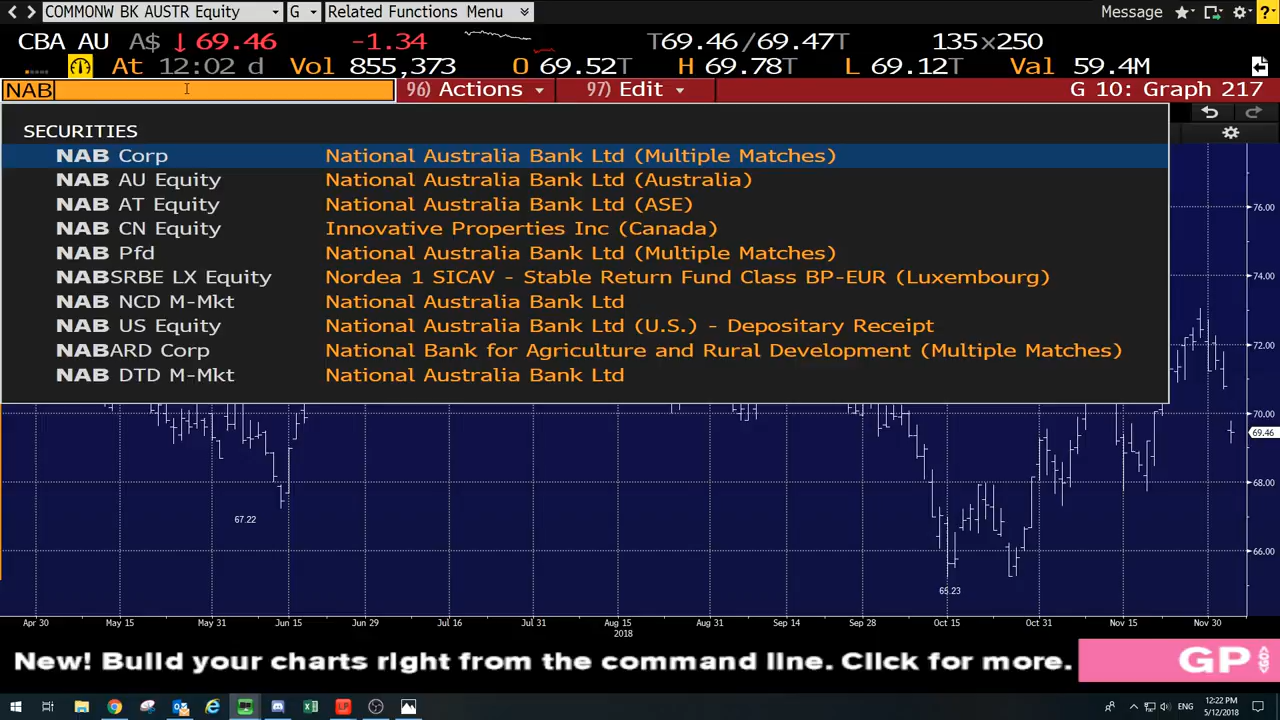 COMMONW BK AUSTR Equity G Related Functions Menu Message
CBA AU A$ ↓ 69.46 -1.34 T69.46/69.47T 135×250
At 12:02 d Vol 855,373 O 69.52T H 69.78T L 69.12T Val 59.4M
NAB 96) Actions 97) Edit G 10: Graph 217
SECURITIES
NAB Corp National Australia Bank Ltd (Multiple Matches)
NAB AU Equity National Australia Bank Ltd (Australia)
NAB AT Equity National Australia Bank Ltd (ASE)
NAB CN Equity Innovative Properties Inc (Canada)
NAB Pfd National Australia Bank Ltd (Multiple Matches)
NABSRBE LX Equity Nordea 1 SICAV - Stable Return Fund Class BP-EUR (Luxembourg)
NAB NCD M-Mkt National Australia Bank Ltd
NAB US Equity National Australia Bank Ltd (U.S.) - Depositary Receipt
NABARD Corp National Bank for Agriculture and Rural Development (Multiple Matches)
NAB DTD M-Mkt National Australia Bank Ltd
76.00
74.00
72.00
70.00
69.46
68.00
67.22
66.00
65.23
Apr 30 May 15 May 31 Jun 15 Jun 29 Jul 16 Jul 31 Aug 15 Aug 31 Sep 14 Sep 28 Oct 15 Oct 31 Nov 15 Nov 30
2018
New! Build your charts right from the command line. Click for more. GP
ENG 12:22 PM
5/12/2018